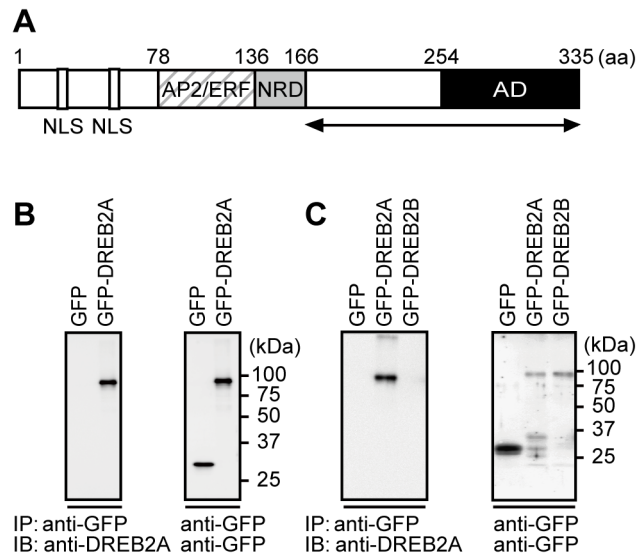 A
1 78 136 166 254 335 (aa)
AP2/ERF NRD AD
NLS NLS
B
GFP
GFP-DREB2A
GFP
GFP-DREB2A
(kDa)
100
75
50
37
25
IP: anti-GFP anti-GFP
IB: anti-DREB2A anti-GFP
C
GFP
GFP-DREB2A
GFP-DREB2B
GFP
GFP-DREB2A
GFP-DREB2B
(kDa)
100
75
50
37
25
IP: anti-GFP anti-GFP
IB: anti-DREB2A anti-GFP